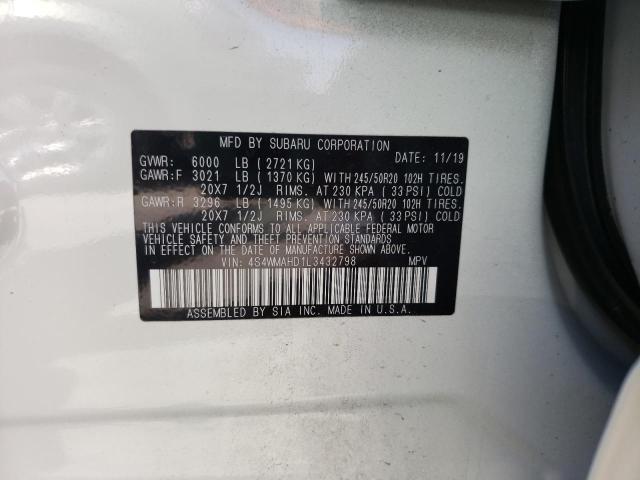 MFD BY SUBARU CORPORATION
GVWR: 6000 LB ( 2721 KG) DATE: 11/19
GAWR:F 3021 LB ( 1370 KG) WITH 245/50R20 102H TIRES.
20X7 1/2J RIMS. AT 230 KPA ( 33 PSI) COLD
GAWR:R 3296 LB ( 1495 KG) WITH 245/50R20 102H TIRES.
20X7 1/2J RIMS. AT 230 KPA ( 33 PSI) COLD
THIS VEHICLE CONFORMS TO ALL APPLICABLE FEDERAL MOTOR
VEHICLE SAFETY AND THEFT PREVENTION STANDARDS IN EFFECT
ON THE DATE OF MANUFACTURE SHOWN ABOVE.
VIN: 4S4WMAHD1L3432798 MPV
ASSEMBLED BY SIA INC. MADE IN U.S.A.